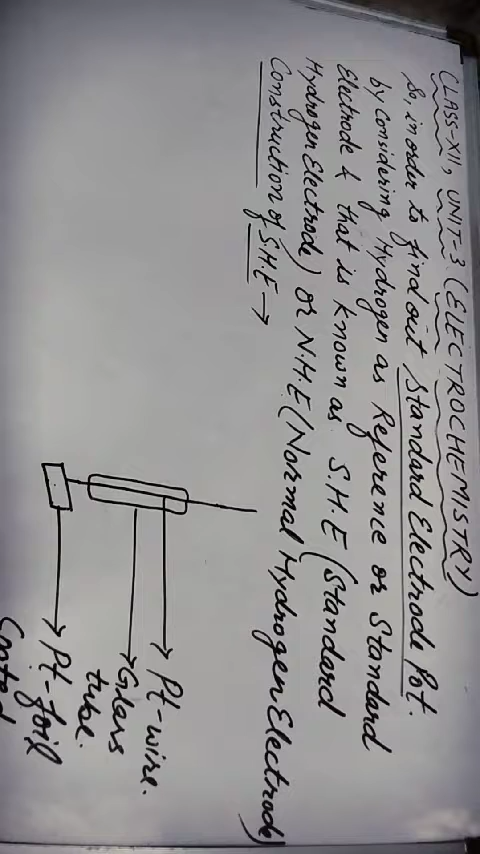 CLASS-XII, UNIT-3 (ELECTROCHEMISTRY)
So, in order to find out Standard Electrode Pot.
by considering Hydrogen as Reference or Standard
Electrode & that is known as S.H.E (Standard
Hydrogen Electrode) or N.H.E. (Normal Hydrogen Electrode)
Construction of S.H.E →
→ Pt-wire.
→ Glass
tube.
→ Pt-foil
Coated